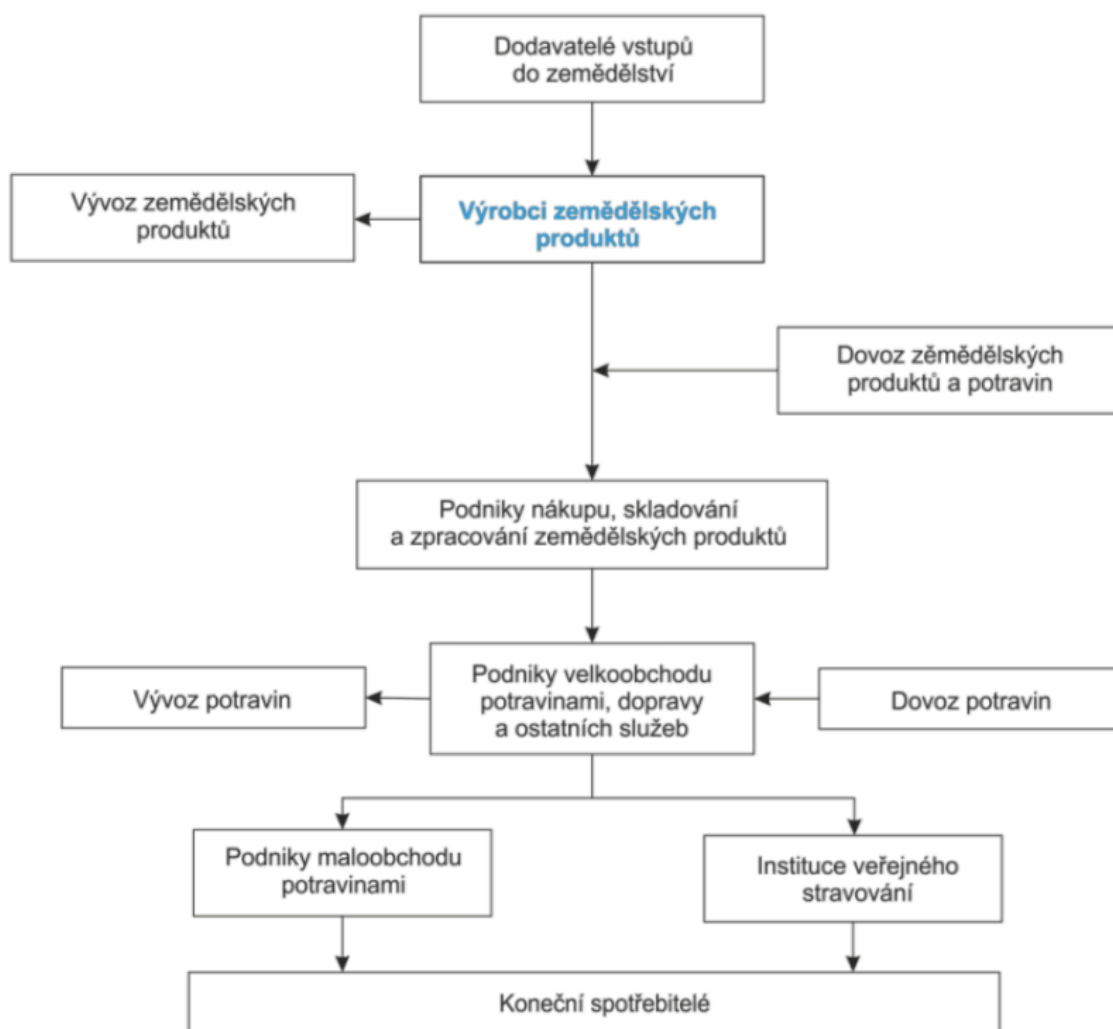 Dodavatelé vstupů
do zemědělství
Vývoz zemědělských
produktů
Výrobci zemědělských
produktů
Dovoz zěmědělských
produktů a potravin
Podniky nákupu, skladování
a zpracování zemědělských produktů
Vývoz potravin
Podniky velkoobchodu
potravinami, dopravy
a ostatních služeb
Dovoz potravin
Podniky maloobchodu
potravinami
Instituce veřejného
stravování
Koneční spotřebitelé